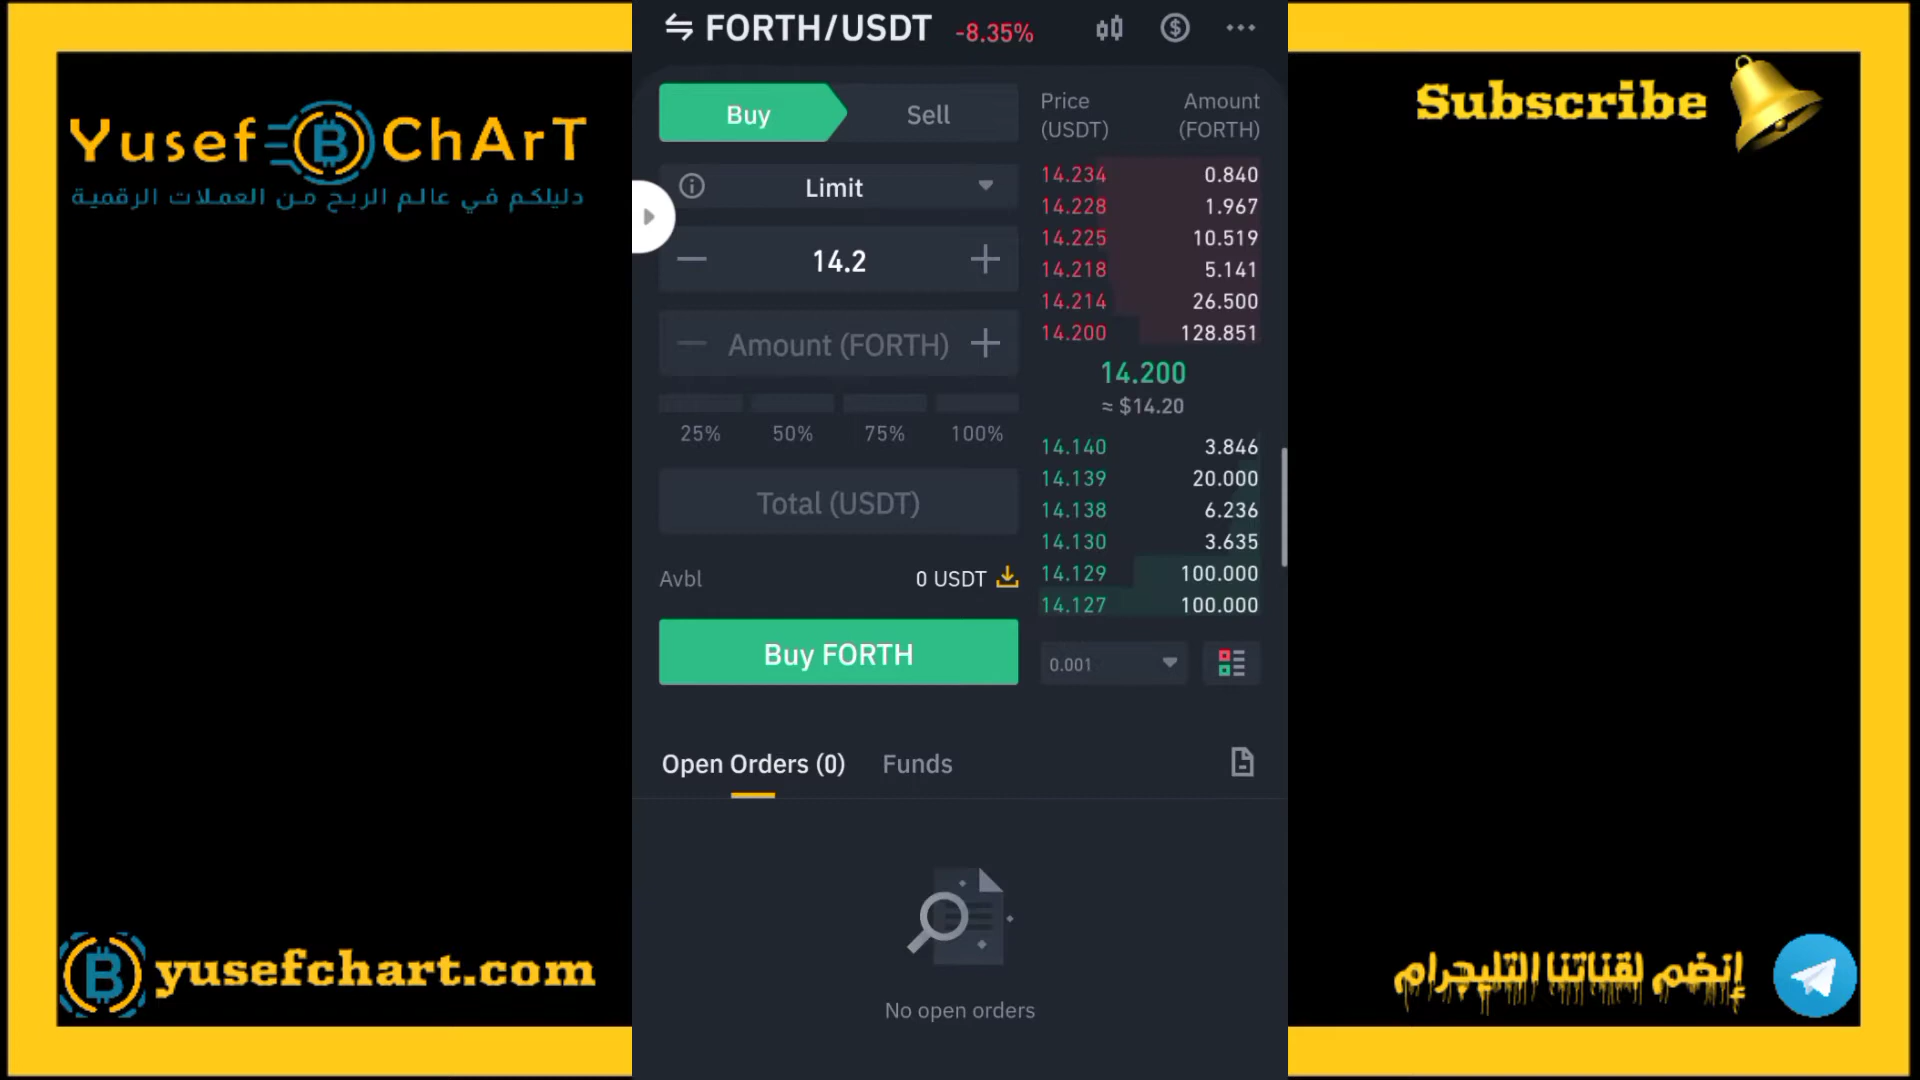 Yusef ChArT
دليلكم في عالم الربح من العملات الرقمية
FORTH/USDT -8.35%
Buy Sell
Limit
14.2
Amount (FORTH)
25% 50% 75% 100%
Total (USDT)
Avbl 0 USDT
Buy FORTH
Price (USDT) Amount (FORTH)
14.234 0.840
14.228 1.967
14.225 10.519
14.218 5.141
14.214 26.500
14.200 128.851
14.200
≈ $14.20
14.140 3.846
14.139 20.000
14.138 6.236
14.130 3.635
14.129 100.000
14.127 100.000
0.001
Open Orders (0) Funds
No open orders
Subscribe
yusefchart.com
إنضم لقناتنا التليجرام